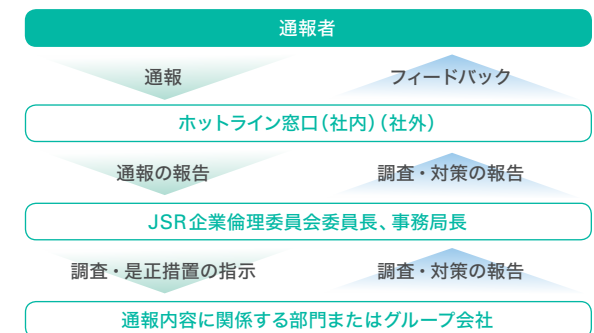 通報者
通報
フィードバック
ホットライン窓口(社内)(社外)
通報の報告
調査・対策の報告
JSR企業倫理委員会委員長、事務局長
調査・是正措置の指示
調査・対策の報告
通報内容に関係する部門またはグループ会社